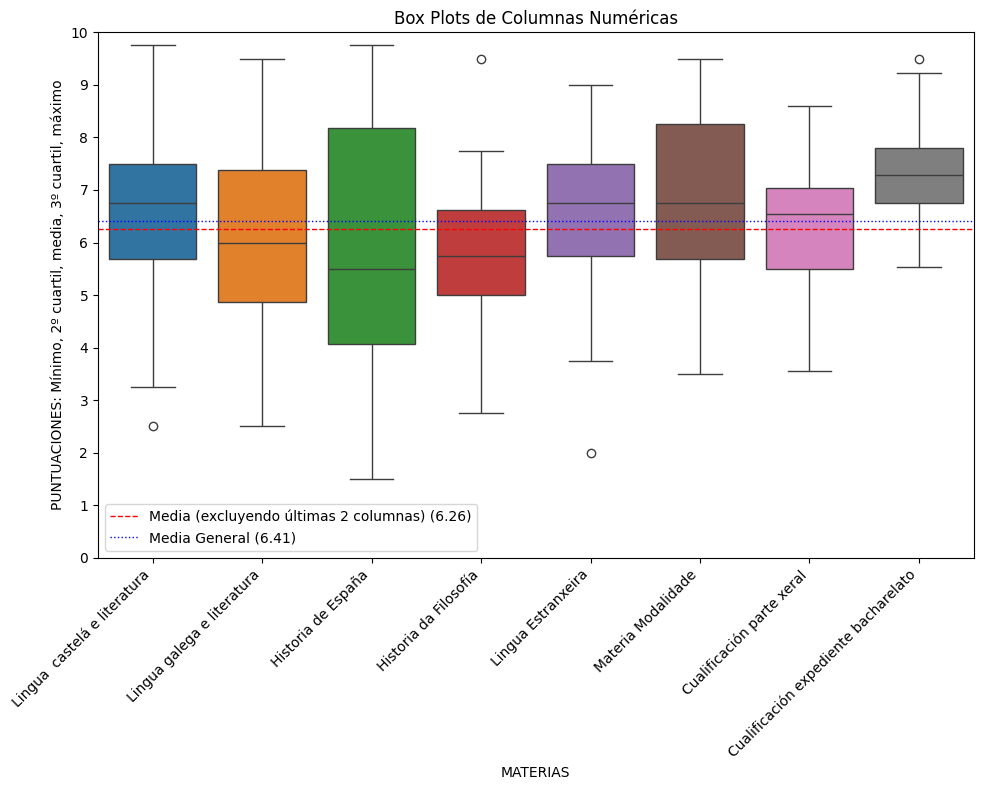 Box Plots de Columnas Numéricas
PUNTUACIONES: Mínimo, 2º cuartil, media, 3º cuartil, máximo
10
9
8
7
6
5
4
3
2
1
0
Media (excluyendo últimas 2 columnas) (6.26)
Media General (6.41)
Lingua  castelá e literatura
Lingua galega e literatura
Historia de España
Historia da Filosofía
Lingua Estranxeira
Materia Modalidade
Cualificación parte xeral
Cualificación expediente bacharelato
MATERIAS